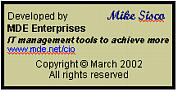 Developed by Mike Sisco
MDE Enterprises
IT management tools to achieve more
www.mde.net/cio
Copyright © March 2002
All rights reserved